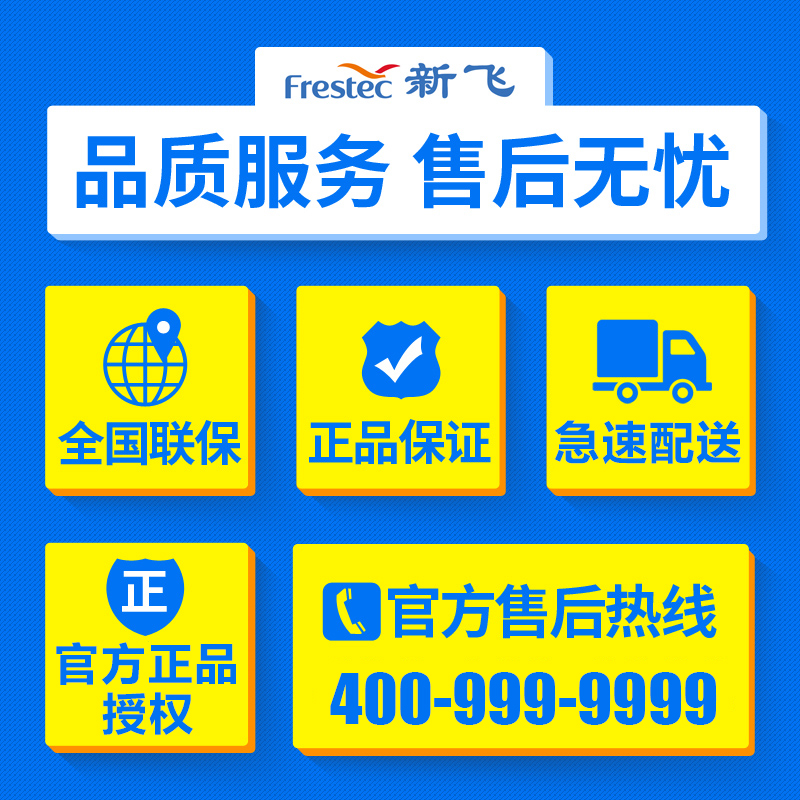 Frestec 新飞
品质服务 售后无忧
全国联保
正品保证
急速配送
正
官方正品
授权
官方售后热线
400-999-9999